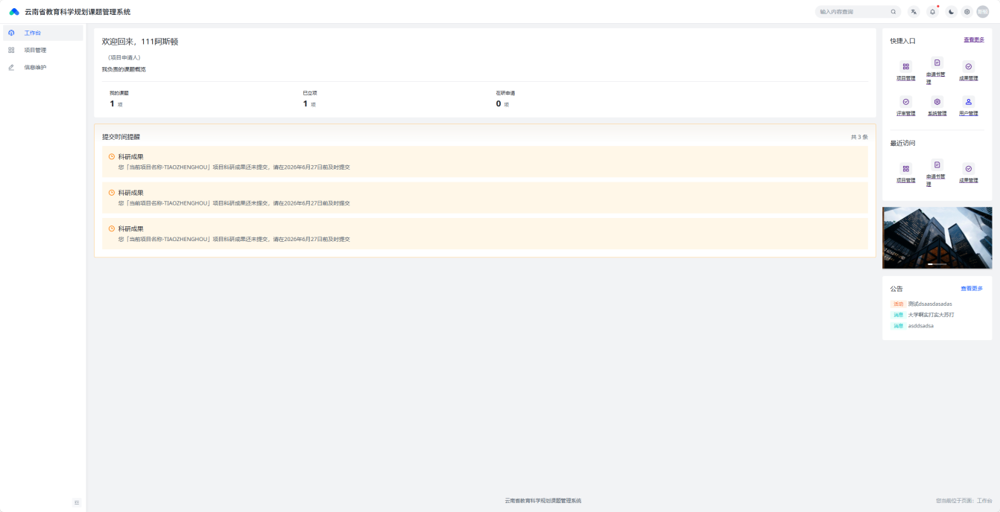 云南省教育科学规划课题管理系统
输入内容查询
工作台
项目管理
信息维护
欢迎回来，111阿斯顿
（项目申请人）
我负责的课题概览
我的课题
已立项
在研申请
1 项
1 项
0 项
提交时间提醒
共 3 条
科研成果
您「当前项目名称-TIAOZHENGHOU」项目科研成果还未提交，请在2026年6月27日前及时提交
科研成果
您「当前项目名称-TIAOZHENGHOU」项目科研成果还未提交，请在2026年6月27日前及时提交
科研成果
您「当前项目名称-TIAOZHENGHOU」项目科研成果还未提交，请在2026年6月27日前及时提交
快捷入口
查看更多
项目管理
申请书管理
成果管理
评审管理
系统管理
用户管理
最近访问
项目管理
申请书管理
成果管理
公告
查看更多
活动 测试dsaasdasadas
消息 大学啊实打实大苏打
消息 asddsadsa
云南省教育科学规划课题管理系统
您当前位于页面：工作台